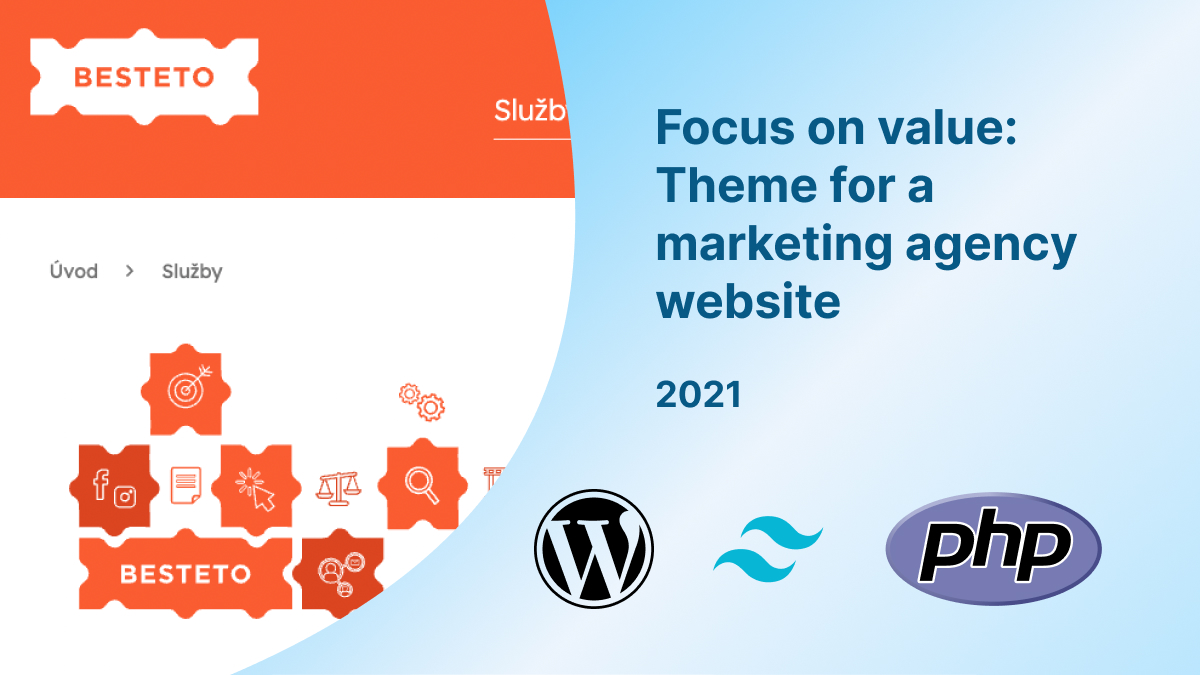 BESTETO
Služby
Úvod > Služby
BESTETO
Focus on value:
Theme for a
marketing agency
website
2021
W
php